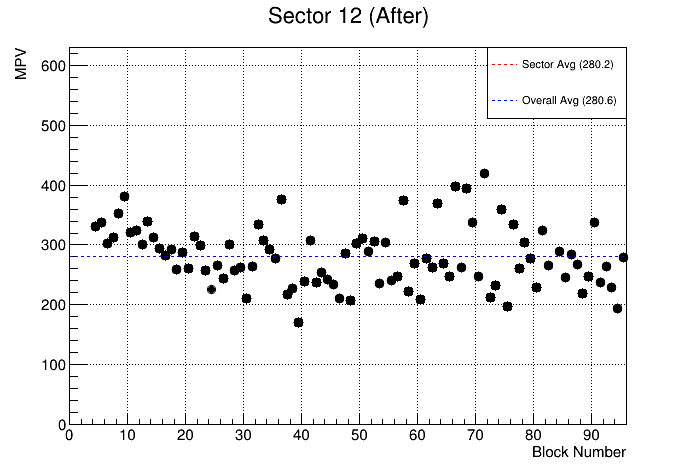 Sector 12 (After)
MPV
600
500
400
300
200
100
0
Sector Avg (280.2)
Overall Avg (280.6)
0 10 20 30 40 50 60 70 80 90
Block Number